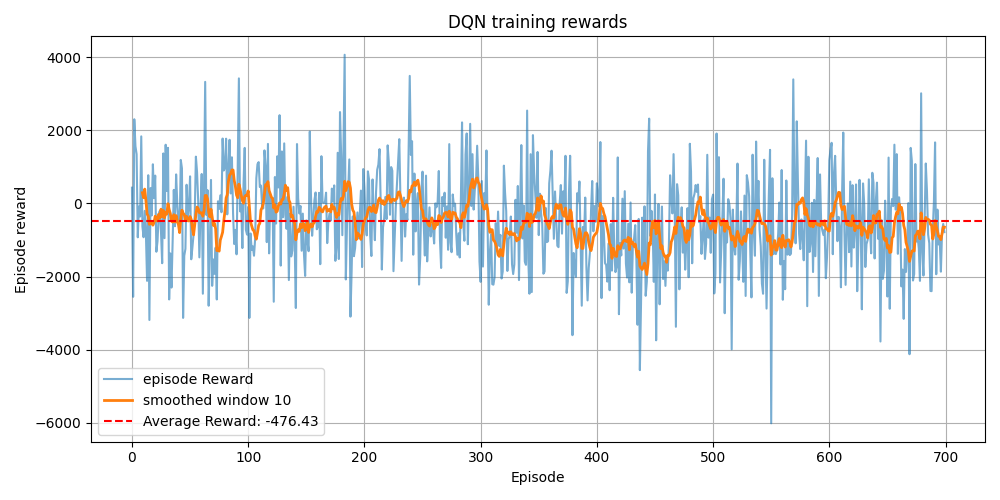 DQN training rewards
Episode reward
4000
2000
0
−2000
−4000
−6000
episode Reward
smoothed window 10
Average Reward: -476.43
0 100 200 300 400 500 600 700
Episode